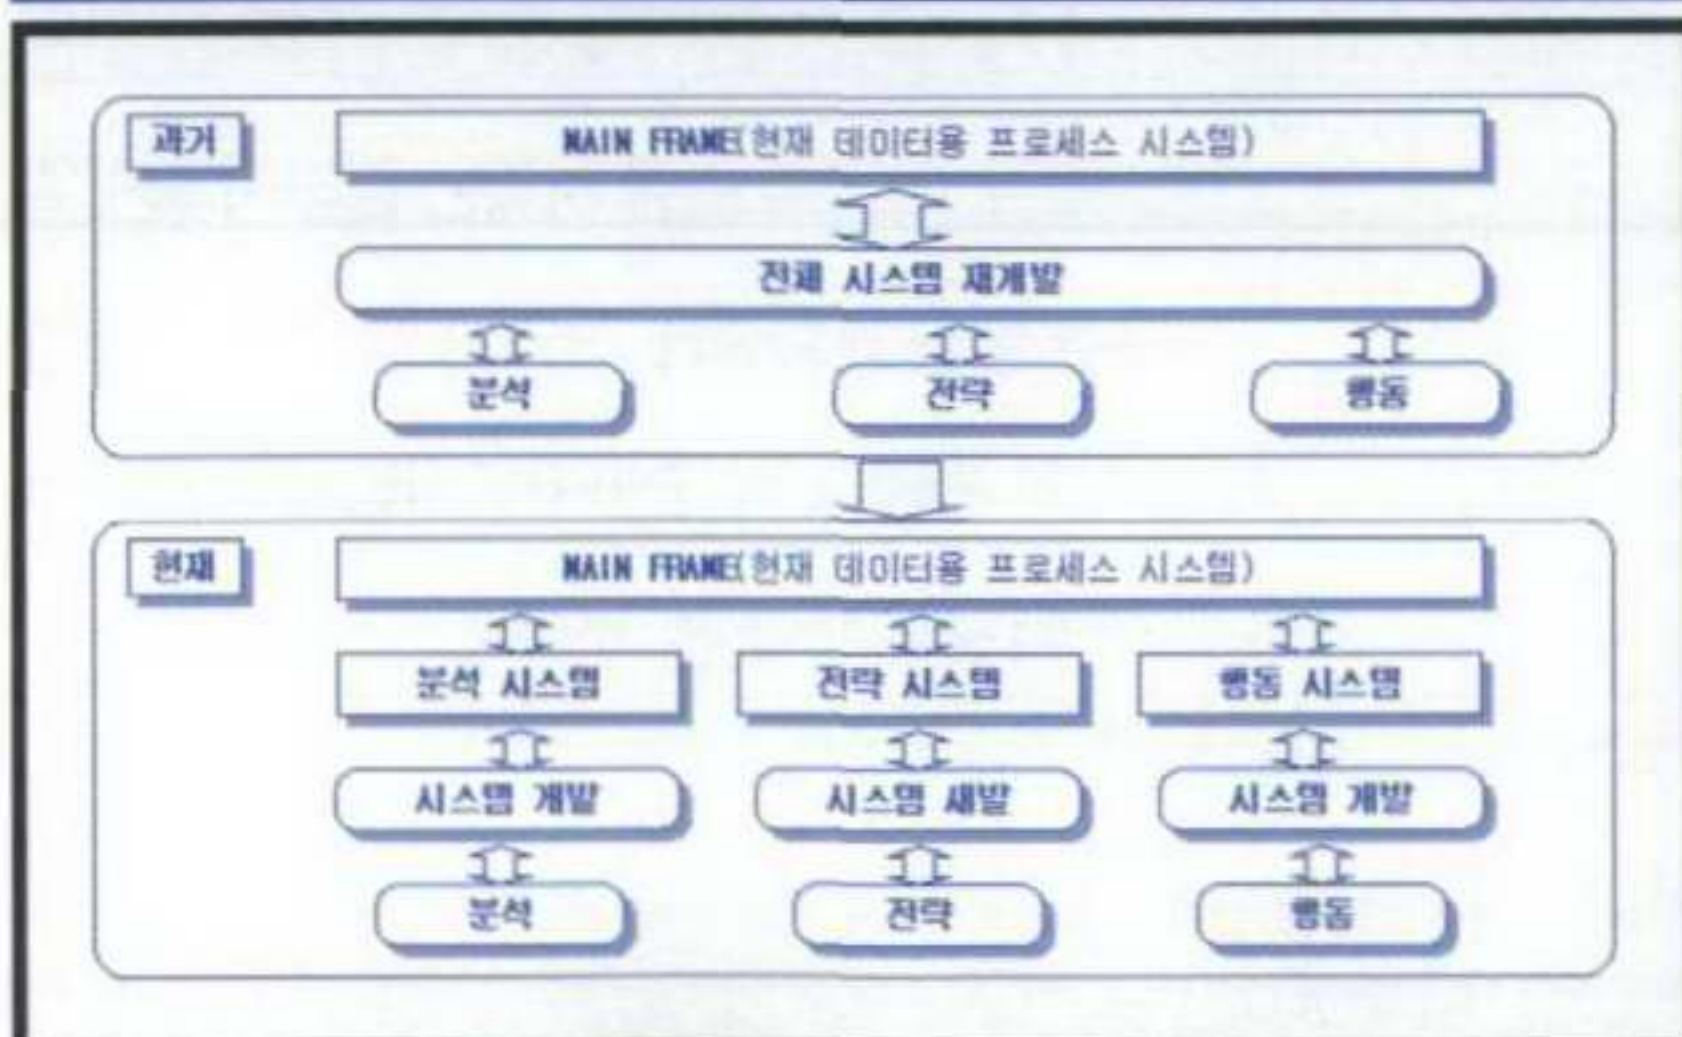 과거
MAIN FRAME(현재 데이터용 프로세스 시스템)
전체 시스템 재개발
분석 전략 행동
현재
MAIN FRAME(현재 데이터용 프로세스 시스템)
분석 시스템 전략 시스템 행동 시스템
시스템 개발 시스템 새발 시스템 개발
분석 전략 행동